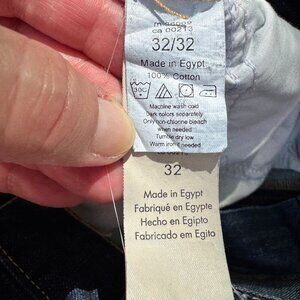 ca 00213
32/32
Made in Egypt
100% Cotton
30C
Machine wash cold
Dark colors separately
Only non-chlorine bleach
when needed
Tumble dry low
Warm iron if needed
32
Made in Egypt
Fabriqué en Egypte
Hecho en Egipto
Fabricado em Egito